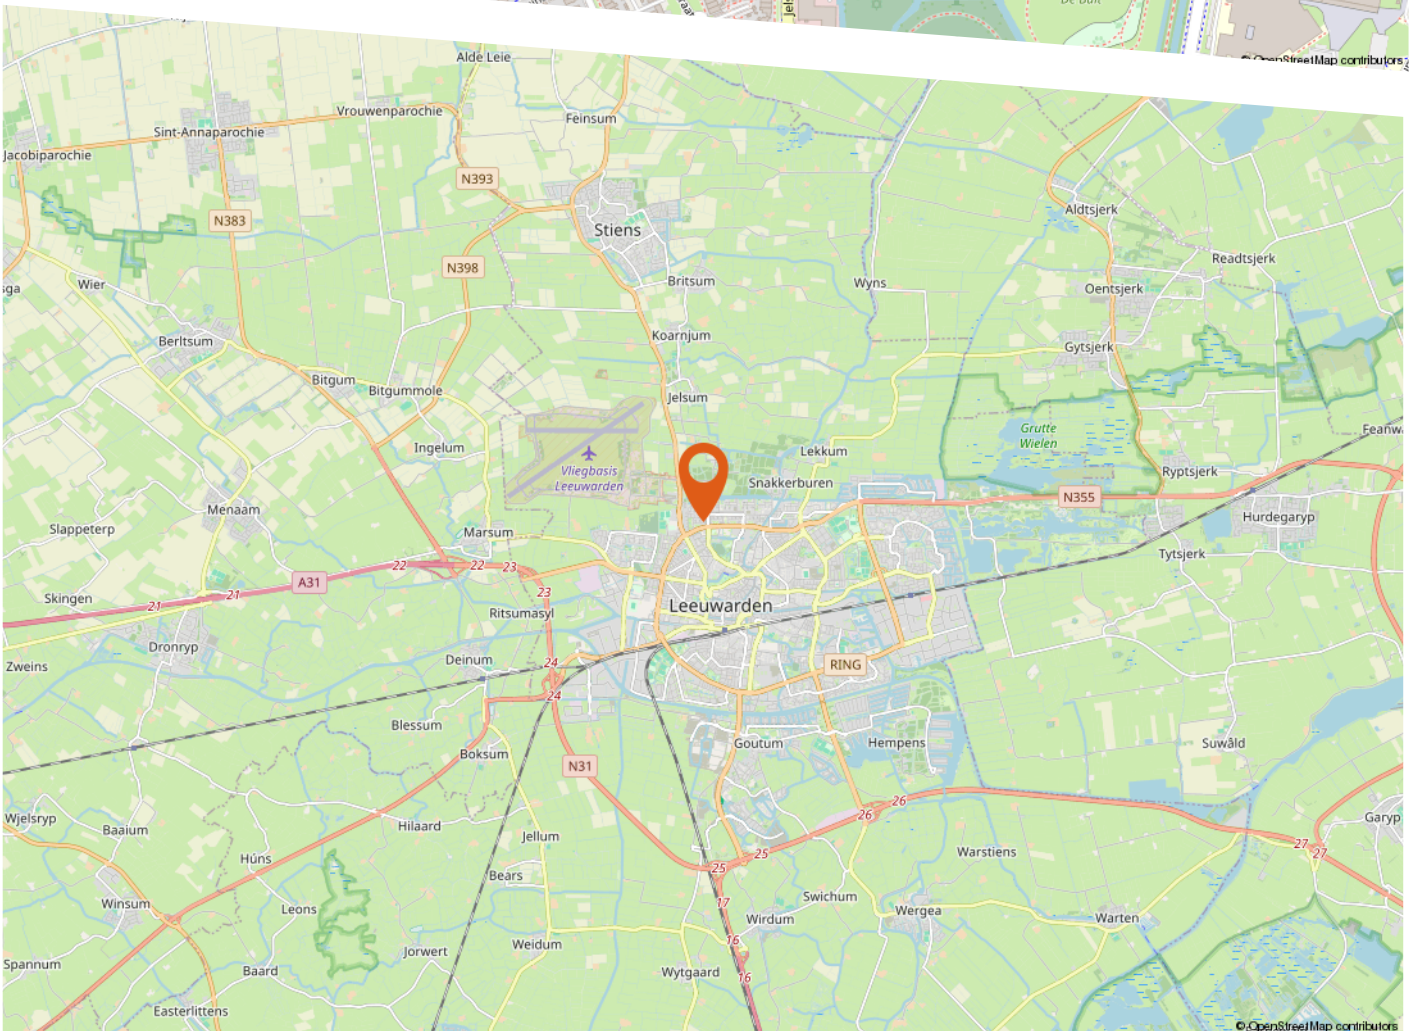 © OpenStreetMap contributors
Alde Leie
Vrouwenparochie
Feinsum
Sint-Annaparochie
Jacobiparochie
N393
Aldtsjerk
N383
Stiens
Readtsjerk
N398
Britsum
Wyns
Wier
sga
Oentsjerk
Koarnjum
Berltsum
Gytsjerk
Bitgum
Bitgummole
Jelsum
Grutte
Wielen
Feanw
Ingelum
Lekkum
Vliegbasis
Leeuwarden
Ryptsjerk
Snakkerburen
N355
Menaam
Hurdegaryp
Slappeterp
Marsum
Tytsjerk
22
22
23
A31
23
Skingen
21
21
Leeuwarden
Ritsumasyl
Dronryp
Zweins
Deinum
24
RING
24
Blessum
Goutum
Hempens
Suwâld
Boksum
N31
26
26
Wjelsryp
Baaium
Hilaard
Garyp
Jellum
27
27
Húns
25
25
Warstiens
Bears
Swichum
Winsum
Leons
17
Wirdum
Wergea
Warten
Weidum
16
Jorwert
Spannum
Baard
Wytgaard
16
Easterlittens
© OpenStreetMap contributors